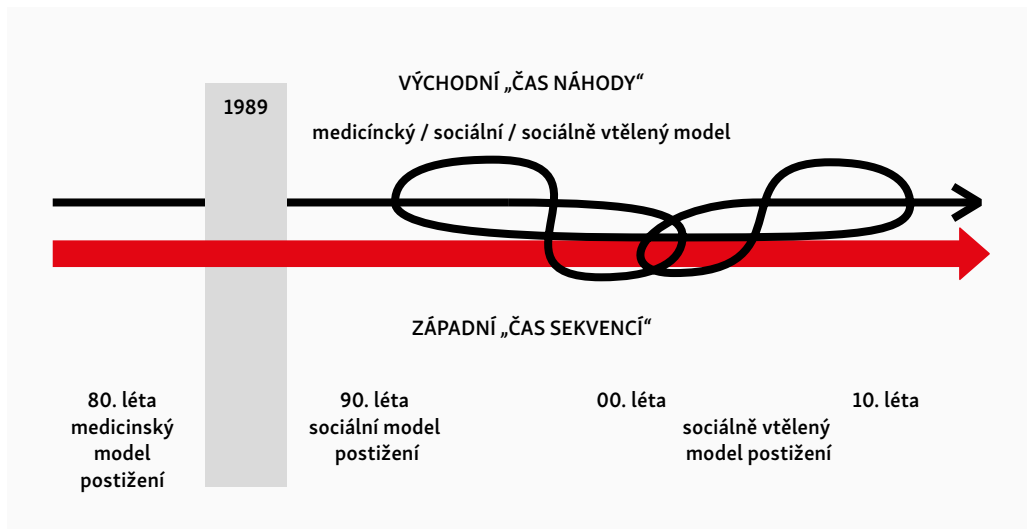 VÝCHODNÍ „ČAS NÁHODY“
1989
medicíncký / sociální / sociálně vtělený model
ZÁPADNÍ „ČAS SEKVENCÍ“
80. léta
medicinský
model
postižení
90. léta
sociální model
postižení
00. léta
10. léta
sociálně vtělený
model postižení